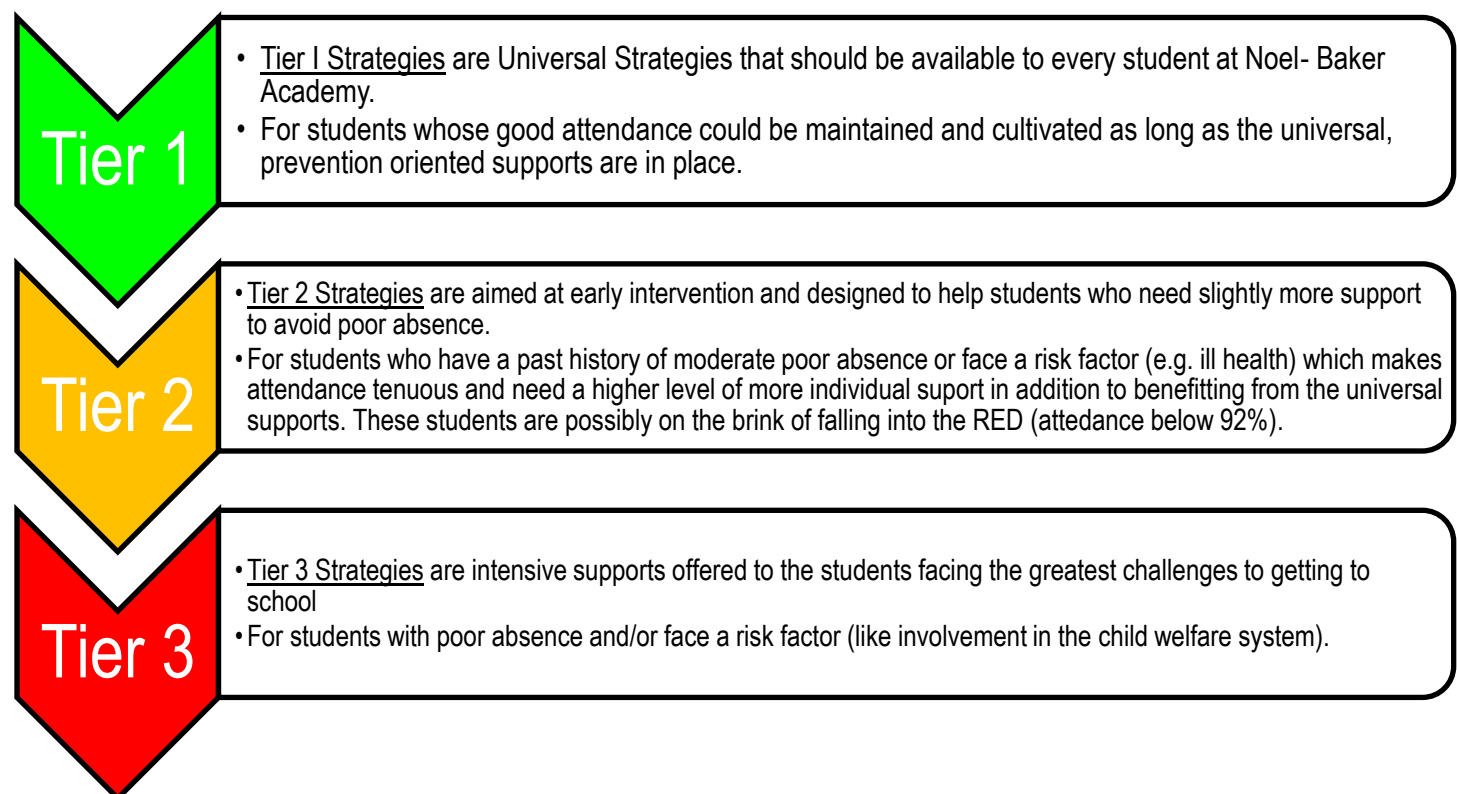 Tier 1
• Tier I Strategies are Universal Strategies that should be available to every student at Noel- Baker
Academy.
• For students whose good attendance could be maintained and cultivated as long as the universal,
prevention oriented supports are in place.
Tier 2
• Tier 2 Strategies are aimed at early intervention and designed to help students who need slightly more support
to avoid poor absence.
• For students who have a past history of moderate poor absence or face a risk factor (e.g. ill health) which makes
attendance tenuous and need a higher level of more individual suport in addition to benefitting from the universal
supports. These students are possibly on the brink of falling into the RED (attedance below 92%).
Tier 3
• Tier 3 Strategies are intensive supports offered to the students facing the greatest challenges to getting to
school
• For students with poor absence and/or face a risk factor (like involvement in the child welfare system).